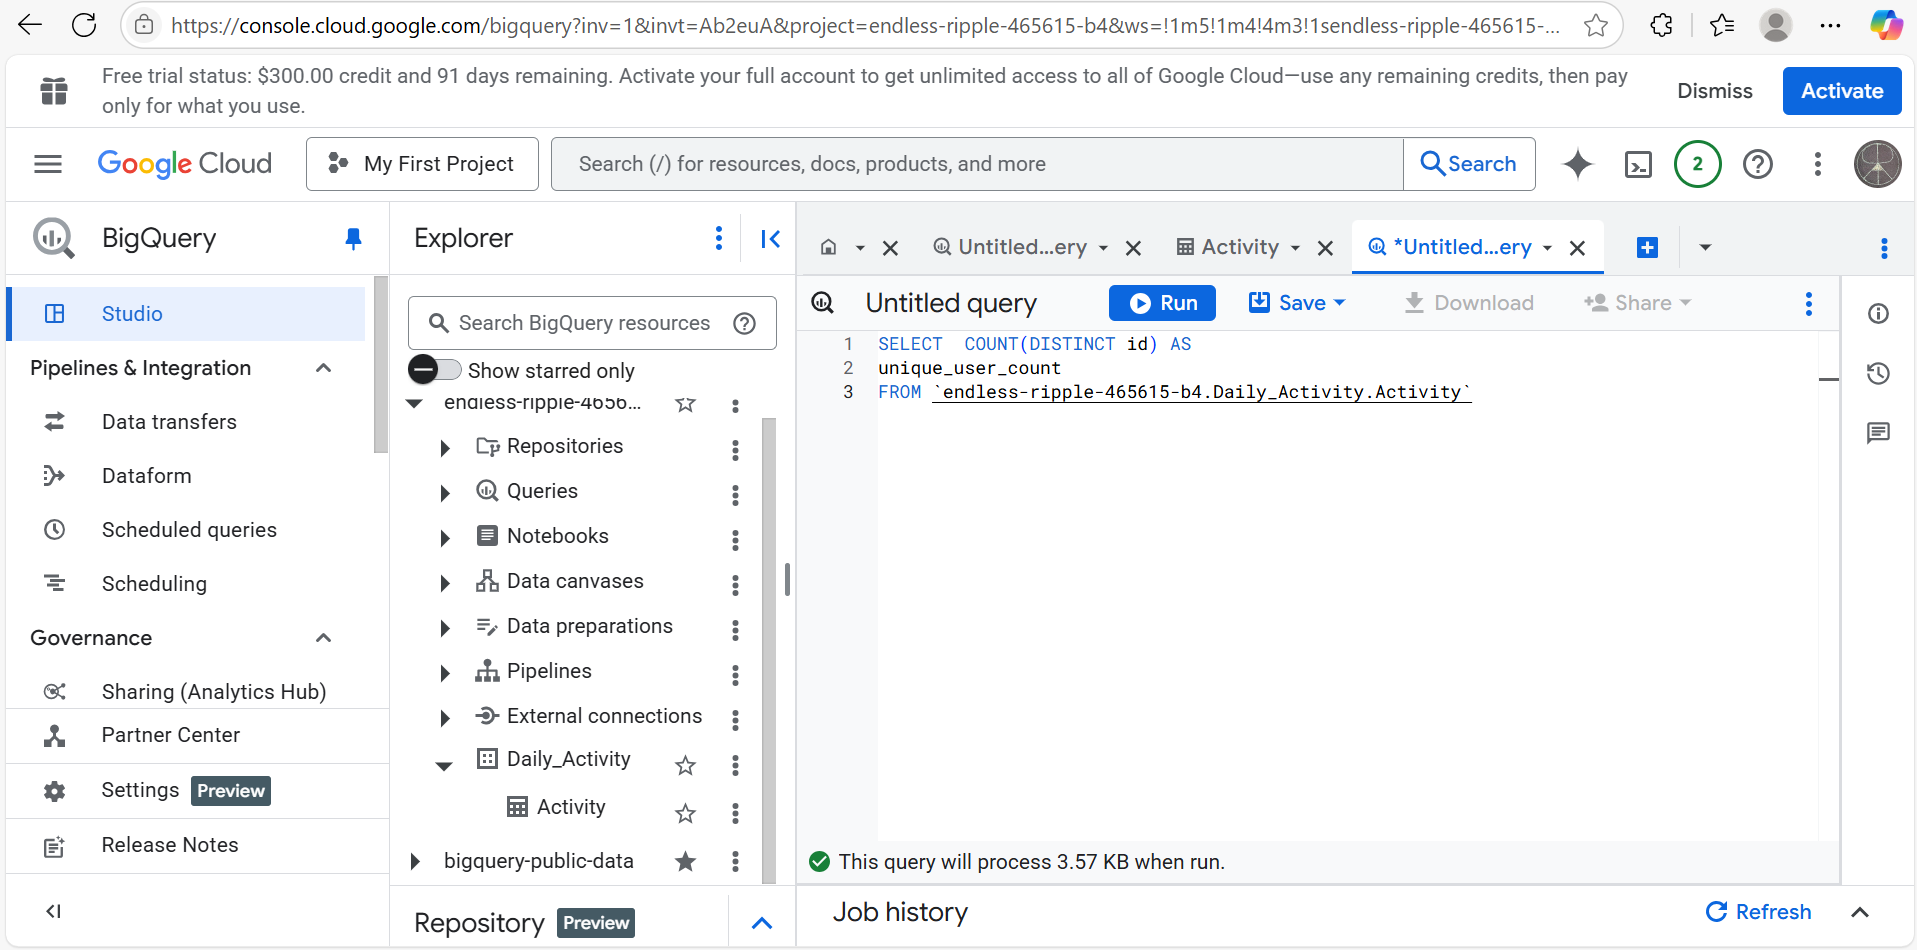 https://console.cloud.google.com/bigquery?inv=1&invt=Ab2euA&project=endless-ripple-465615-b4&ws=!1m5!1m4!4m3!1sendless-ripple-465615-...
Free trial status: $300.00 credit and 91 days remaining. Activate your full account to get unlimited access to all of Google Cloud—use any remaining credits, then pay
only for what you use.
Dismiss
Activate
Google Cloud
My First Project
Search (/) for resources, docs, products, and more
Search
2
BigQuery
Studio
Pipelines & Integration
Data transfers
Dataform
Scheduled queries
Scheduling
Governance
Sharing (Analytics Hub)
Partner Center
Settings Preview
Release Notes
Explorer
Search BigQuery resources
Show starred only
endless-ripple-4656...
Repositories
Queries
Notebooks
Data canvases
Data preparations
Pipelines
External connections
Daily_Activity
Activity
bigquery-public-data
Repository Preview
Untitled...ery
Activity
*Untitled...ery
Untitled query
Run
Save
Download
Share
1 SELECT  COUNT(DISTINCT id) AS
2 unique_user_count
3 FROM `endless-ripple-465615-b4.Daily_Activity.Activity`
This query will process 3.57 KB when run.
Job history
Refresh